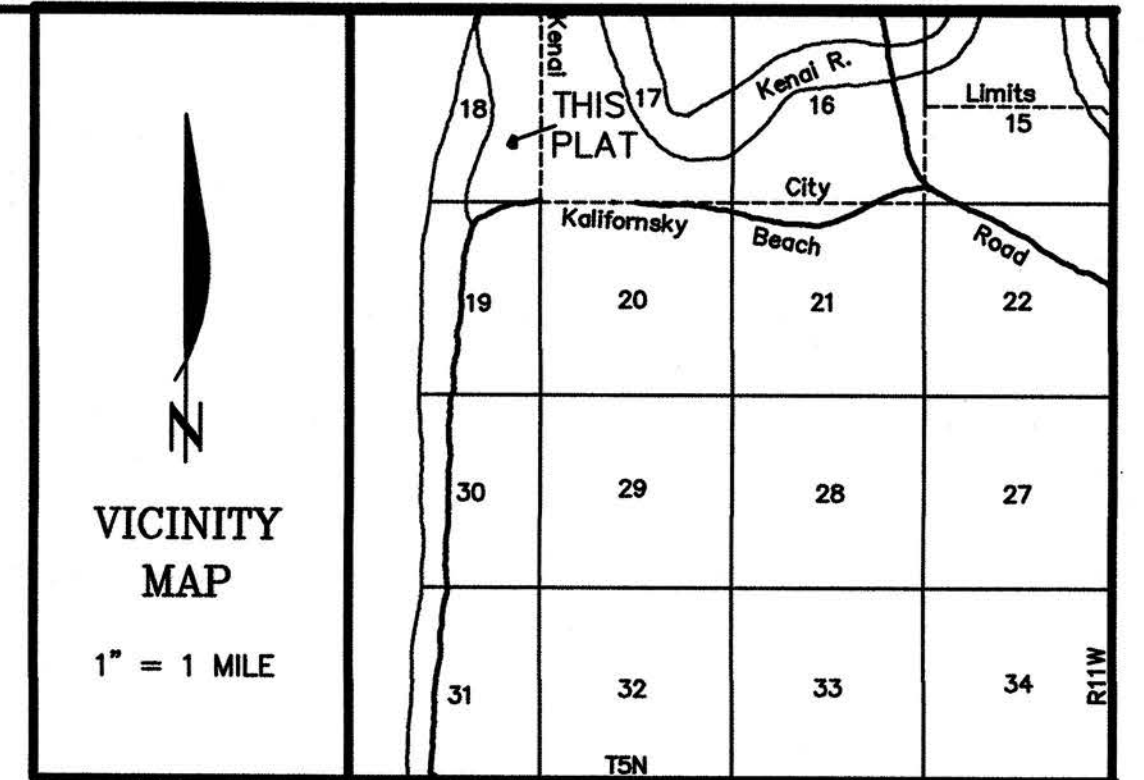 N
VICINITY
MAP
1" = 1 MILE
Kenai
18
THIS
PLAT
17
Kenai R.
16
Limits
15
City
Kalifornsky
Beach
Road
19
20
21
22
30
29
28
27
31
32
33
34
R11W
T5N